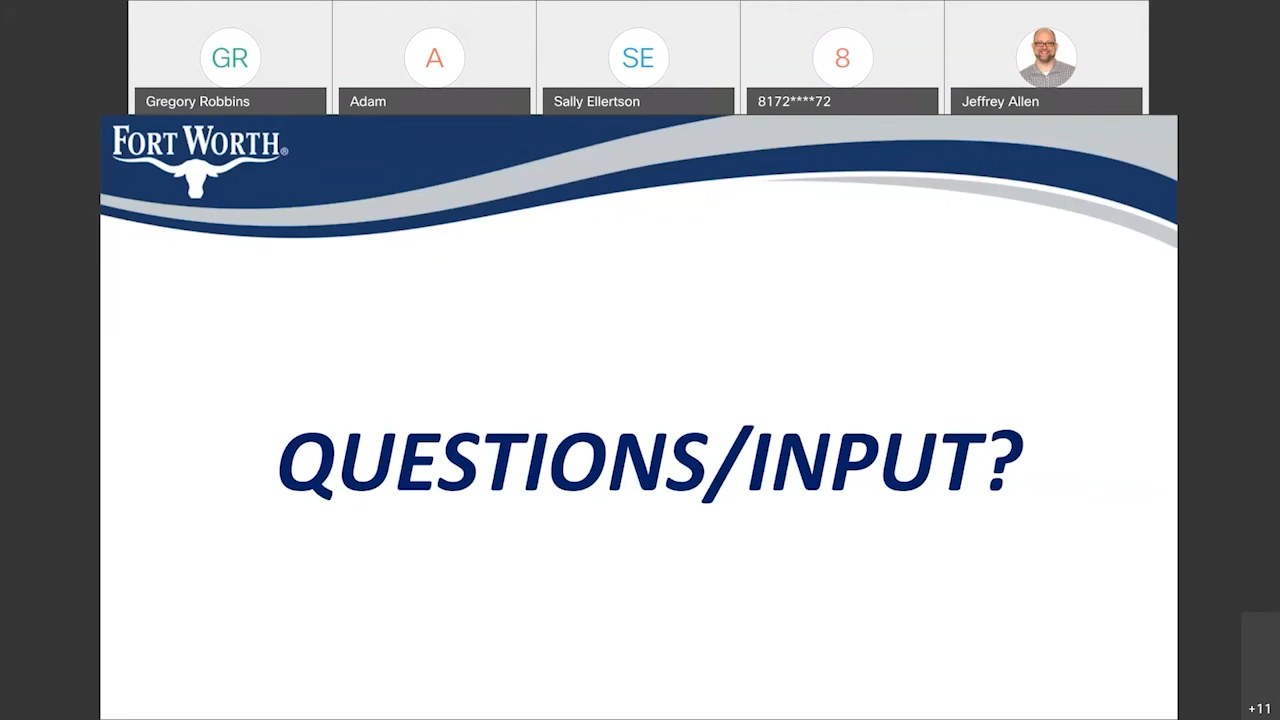 GR
A
SE
8
Gregory Robbins
Adam
Sally Ellertson
8172****72
Jeffrey Allen
FORT WORTH®
QUESTIONS/INPUT?
+11